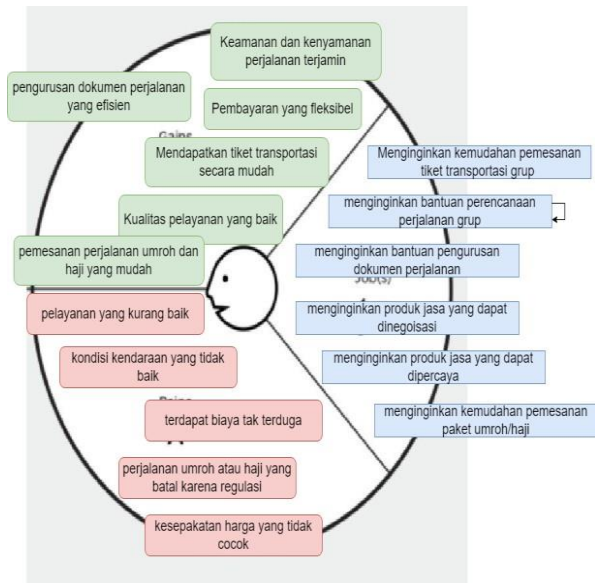 Keamanan dan kenyamanan
perjalanan terjamin
pengurusan dokumen perjalanan
yang efisien
Pembayaran yang fleksibel
Gains
Mendapatkan tiket transportasi
secara mudah
Kualitas pelayanan yang baik
pemesanan perjalanan umroh dan
haji yang mudah
Menginginkan kemudahan pemesanan
tiket transportasi grup
menginginkan bantuan perencanaan
perjalanan grup
menginginkan bantuan pengurusan
dokumen perjalanan
Job(s)
menginginkan produk jasa yang dapat
dinegoisasi
menginginkan produk jasa yang dapat
dipercaya
menginginkan kemudahan pemesanan
paket umroh/haji
pelayanan yang kurang baik
kondisi kendaraan yang tidak
baik
terdapat biaya tak terduga
perjalanan umroh atau haji yang
batal karena regulasi
kesepakatan harga yang tidak
cocok